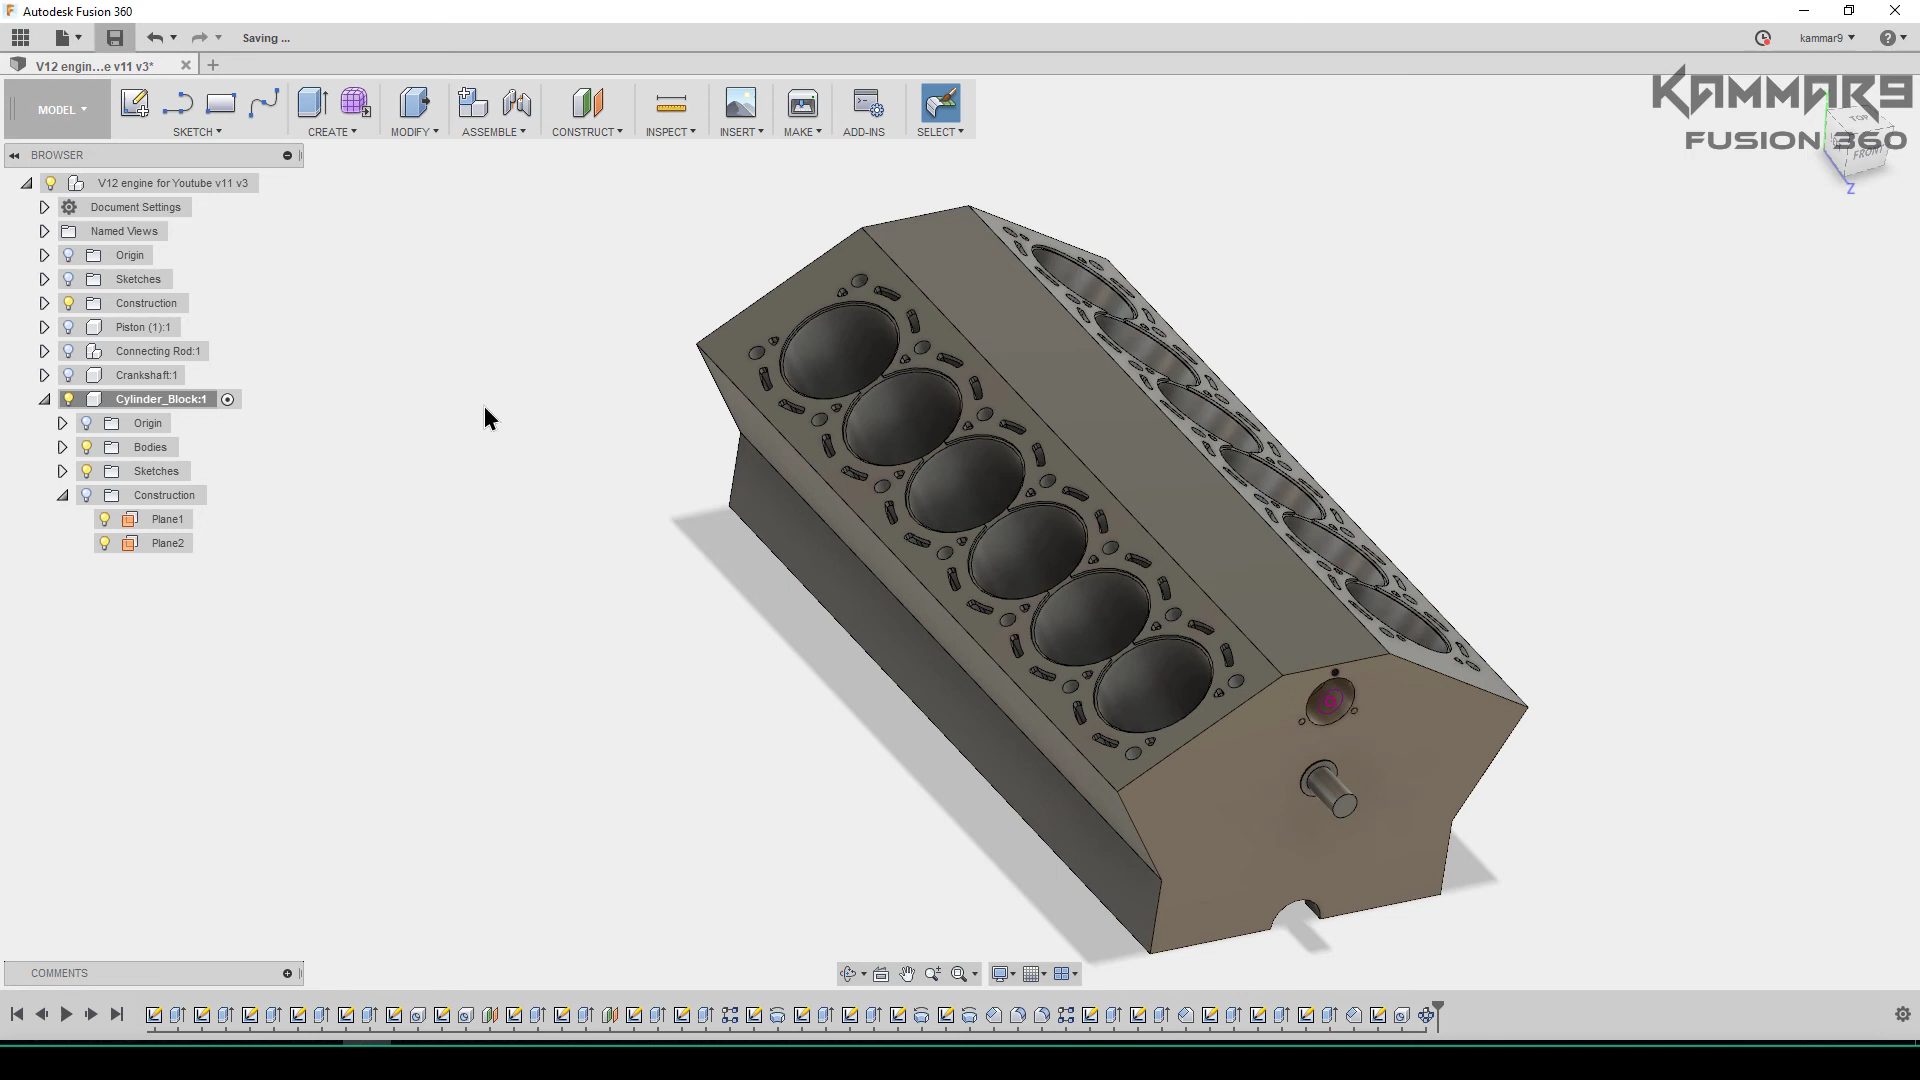 Autodesk Fusion 360
Saving ...
kammar9
V12 engin...e v11 v3*
KAMMAR9
FUSION 360
MODEL
SKETCH
CREATE
MODIFY
ASSEMBLE
CONSTRUCT
INSPECT
INSERT
MAKE
ADD-INS
SELECT
TOP
FRONT
Z
BROWSER
V12 engine for Youtube v11 v3
Document Settings
Named Views
Origin
Sketches
Construction
Piston (1):1
Connecting Rod:1
Crankshaft:1
Cylinder_Block:1
Origin
Bodies
Sketches
Construction
Plane1
Plane2
COMMENTS